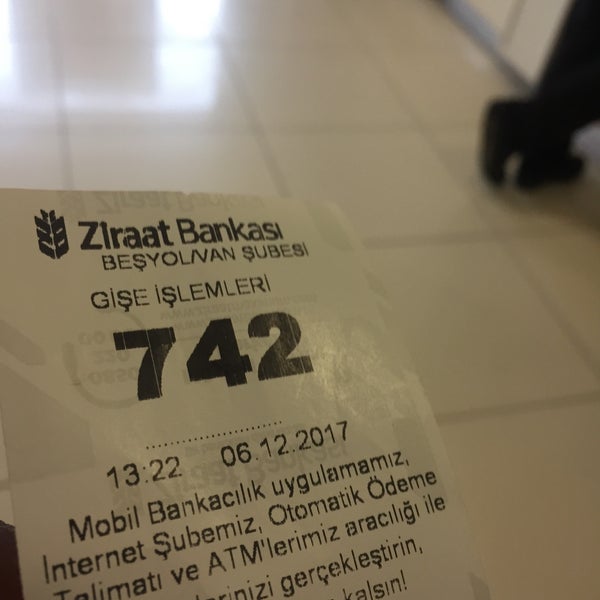 Ziraat Bankası
BEŞYOL/VAN ŞUBESİ
GİŞE İŞLEMLERİ
742
13:22 06.12.2017
Mobil Bankacılık uygulamamız,
İnternet Şubemiz, Otomatik Ödeme
Talimatı ve ATM'lerimiz aracılığı ile
gerçekleştirin,
kalsın!